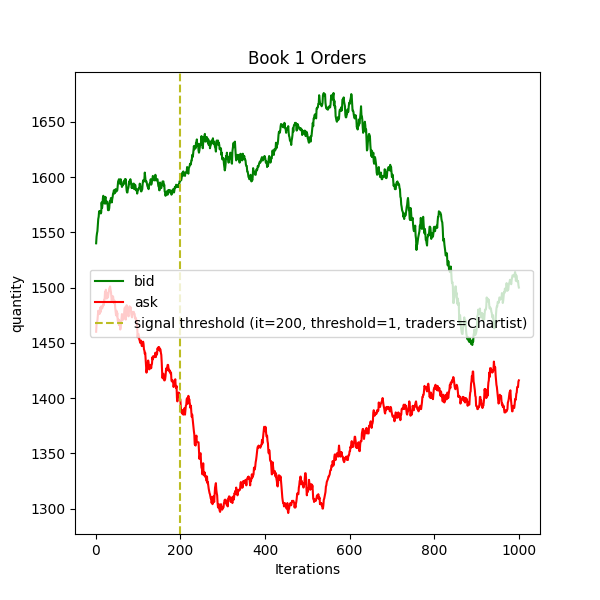 Book 1 Orders
1650
1600
1550
1500
1450
1400
1350
1300
quantity
bid
ask
signal threshold (it=200, threshold=1, traders=Chartist)
0 200 400 600 800 1000
Iterations